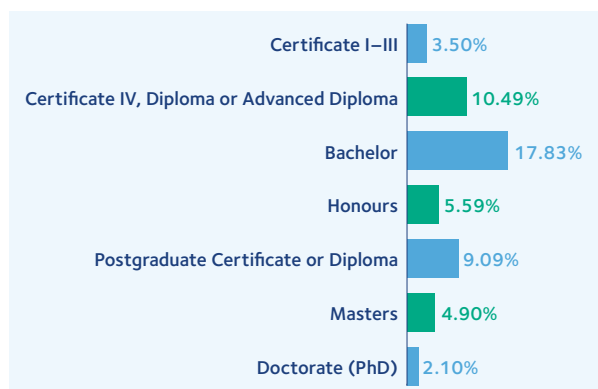 Certificate I–III 3.50%
Certificate IV, Diploma or Advanced Diploma 10.49%
Bachelor 17.83%
Honours 5.59%
Postgraduate Certificate or Diploma 9.09%
Masters 4.90%
Doctorate (PhD) 2.10%